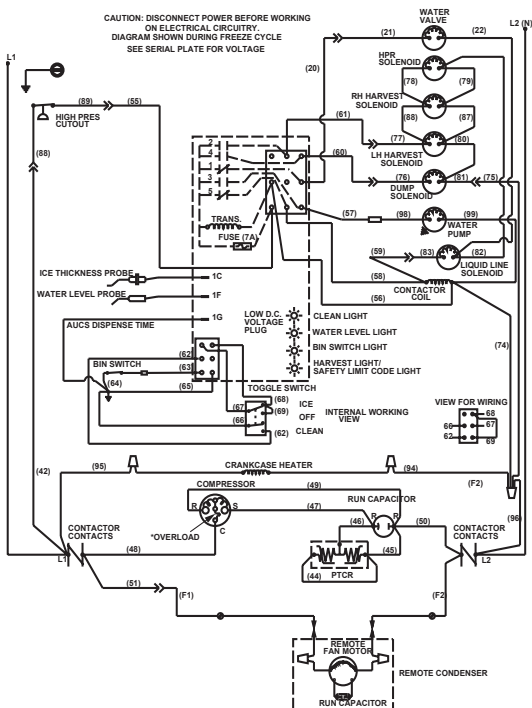 CAUTION: DISCONNECT POWER BEFORE WORKING
ON ELECTRICAL CIRCUITRY.
DIAGRAM SHOWN DURING FREEZE CYCLE
SEE SERIAL PLATE FOR VOLTAGE
WATER
VALVE
L2 (N)
L1
(21)
(22)
(20)
HPR
SOLENOID
(78)
(79)
(89)
(55)
HIGH PRES
CUTOUT
RH HARVEST
SOLENOID
(61)
(88)
(87)
(88)
2
4
1
3
5
(77)
(80)
LH HARVEST
SOLENOID
(60)
(76)
(81)
(75)
DUMP SOLENOID
TRANS.
FUSE (7A)
(57)
(98)
(99)
WATER
PUMP
(59)
(83)
(82)
LIQUID LINE
SOLENOID
ICE THICKNESS PROBE
1C
(58)
CONTACTOR
COIL
WATER LEVEL PROBE
1F
(56)
AUCS DISPENSE TIME
1G
LOW D.C.
VOLTAGE
PLUG
CLEAN LIGHT
WATER LEVEL LIGHT
BIN SWITCH LIGHT
HARVEST LIGHT/
SAFETY LIMIT CODE LIGHT
(74)
(62)
BIN SWITCH
(63)
(64)
(65)
TOGGLE SWITCH
(68)
(67)
ICE
(69)
OFF
(66)
(62)
CLEAN
INTERNAL WORKING
VIEW
VIEW FOR WIRING
68
66
67
62
69
(42)
(95)
CRANKCASE HEATER
(94)
(F2)
COMPRESSOR
(49)
(47)
RUN CAPACITOR
R
S
C
*OVERLOAD
(46)
R
R
(50)
(96)
CONTACTOR
CONTACTS
L1
(48)
(45)
(44)
PTCR
CONTACTOR
CONTACTS
L2
(51)
(F1)
(F2)
REMOTE
FAN MOTOR
REMOTE CONDENSER
RUN CAPACITOR